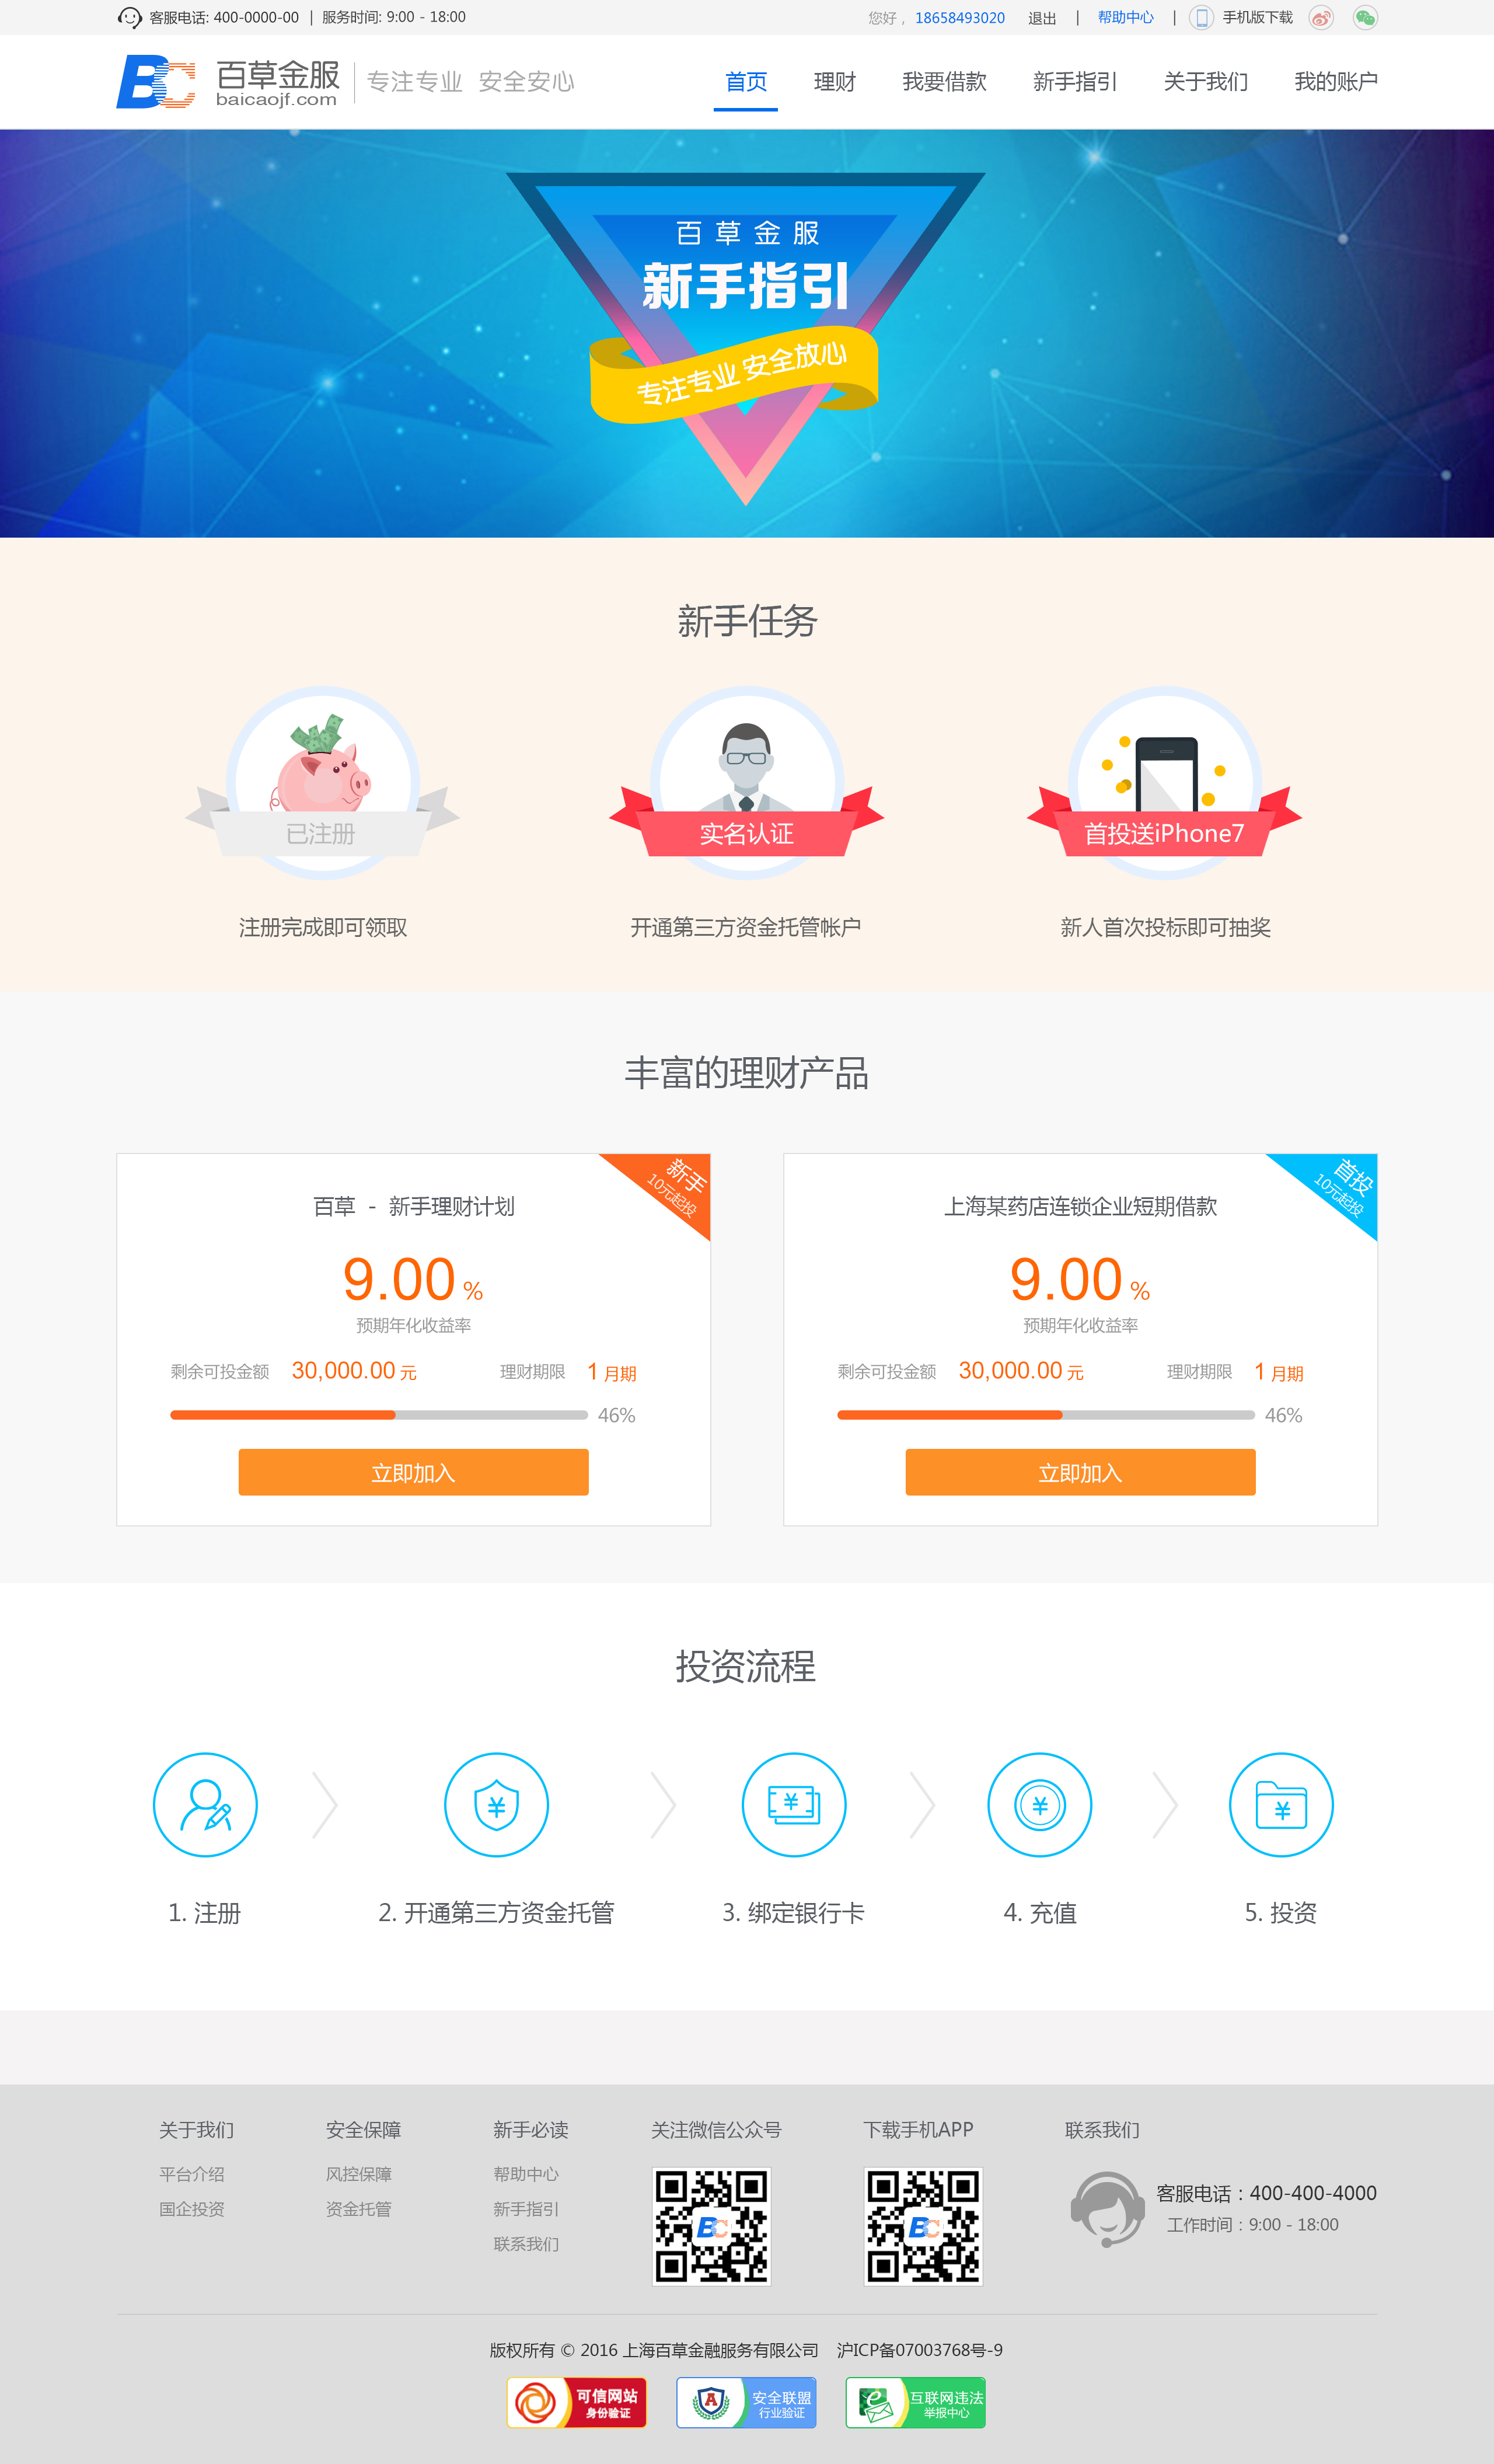 客服电话: 400-0000-00 | 服务时间: 9:00 - 18:00
您好， 18658493020 退出 | 帮助中心 | 手机版下载
BC 百草金服
baicaojf.com
专注专业 安全安心
首页 理财 我要借款 新手指引 关于我们 我的账户
百草金服
新手指引
专注专业 安全放心
新手任务
已注册 实名认证 首投送iPhone7
注册完成即可领取 开通第三方资金托管帐户 新人首次投标即可抽奖
丰富的理财产品
新手
10元起投
百草 - 新手理财计划
9.00 %
预期年化收益率
剩余可投金额 30,000.00 元 理财期限 1 月期
46%
立即加入
首投
10元起投
上海某药店连锁企业短期借款
9.00 %
预期年化收益率
剩余可投金额 30,000.00 元 理财期限 1 月期
46%
立即加入
投资流程
1. 注册 2. 开通第三方资金托管 3. 绑定银行卡 4. 充值 5. 投资
关于我们 安全保障 新手必读 关注微信公众号 下载手机APP 联系我们
平台介绍 风控保障 帮助中心
国企投资 资金托管 新手指引
联系我们
BC BC
客服电话：400-400-4000
工作时间：9:00 - 18:00
版权所有 © 2016 上海百草金融服务有限公司 沪ICP备07003768号-9
可信网站
身份验证
安全联盟
行业验证
互联网违法
举报中心